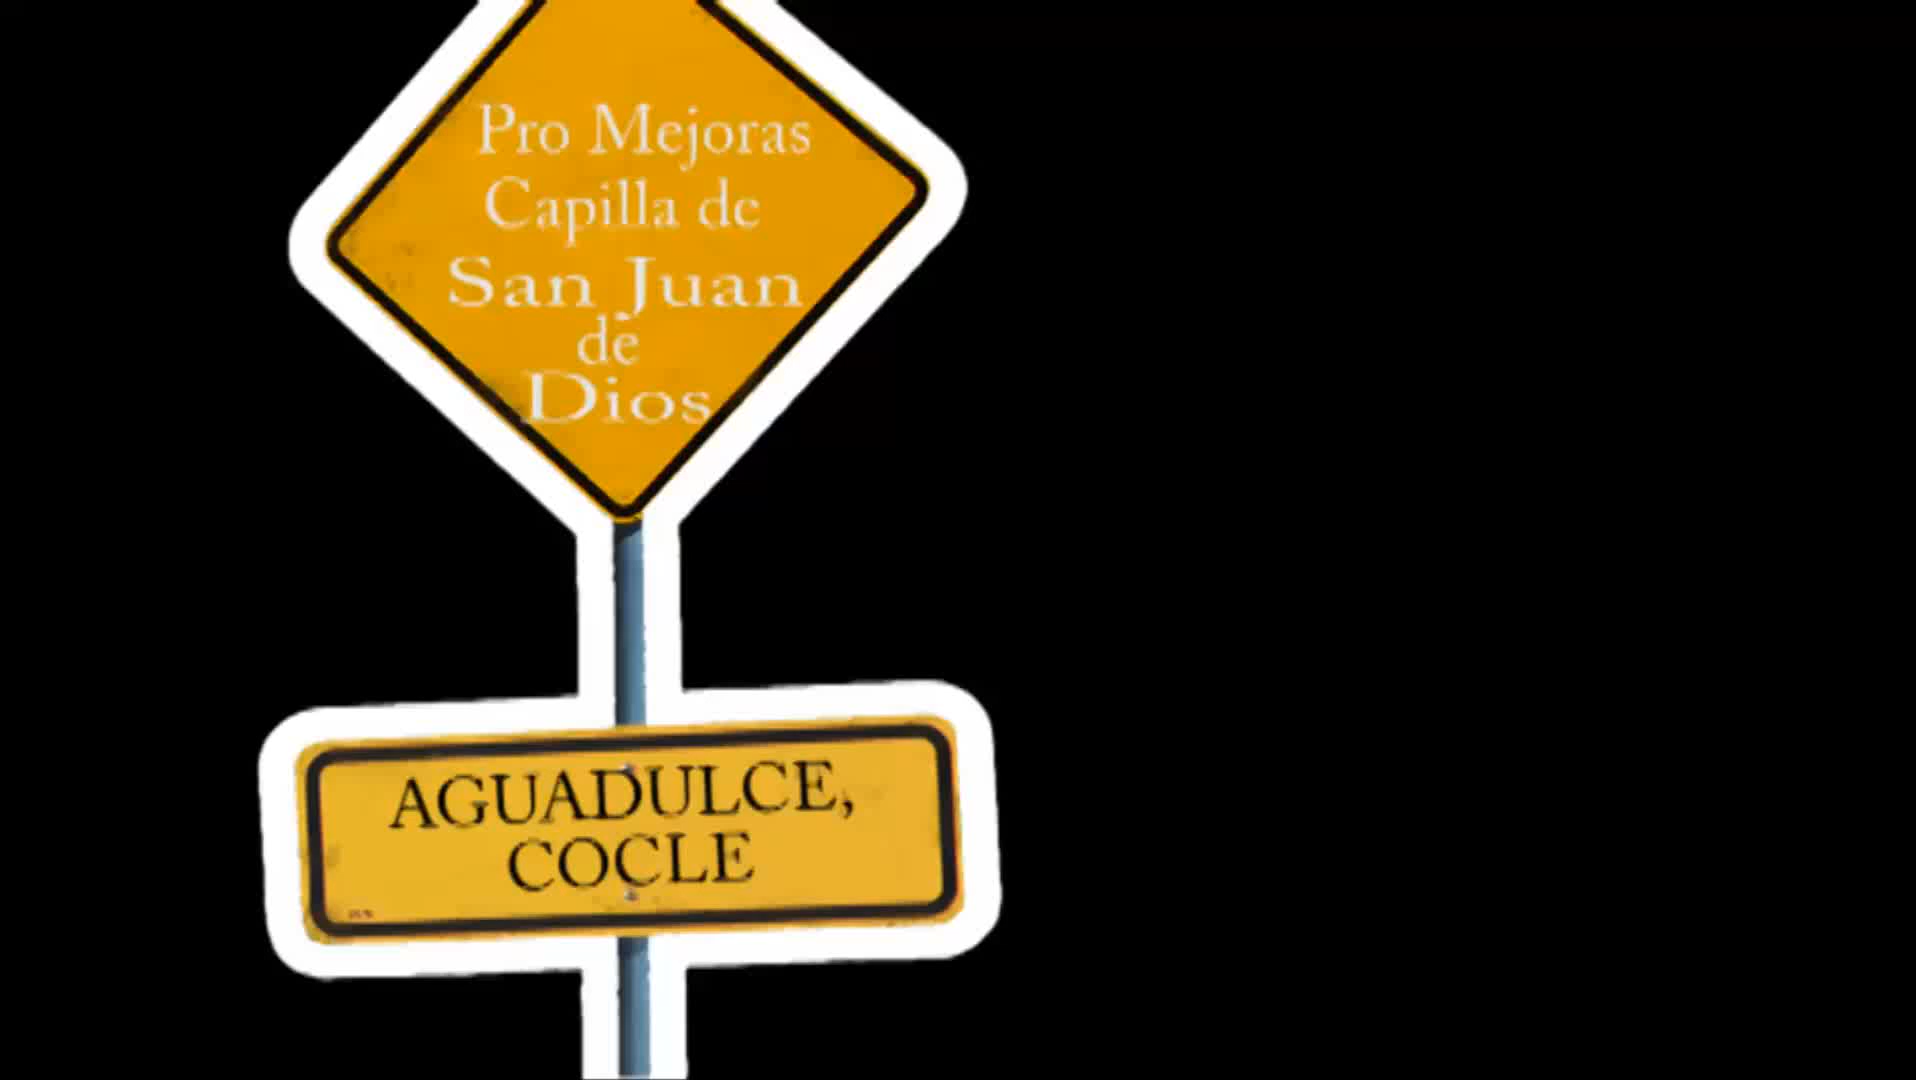 Pro Mejoras
Capilla de
San Juan
de
Dios
AGUADULCE,
COCLE